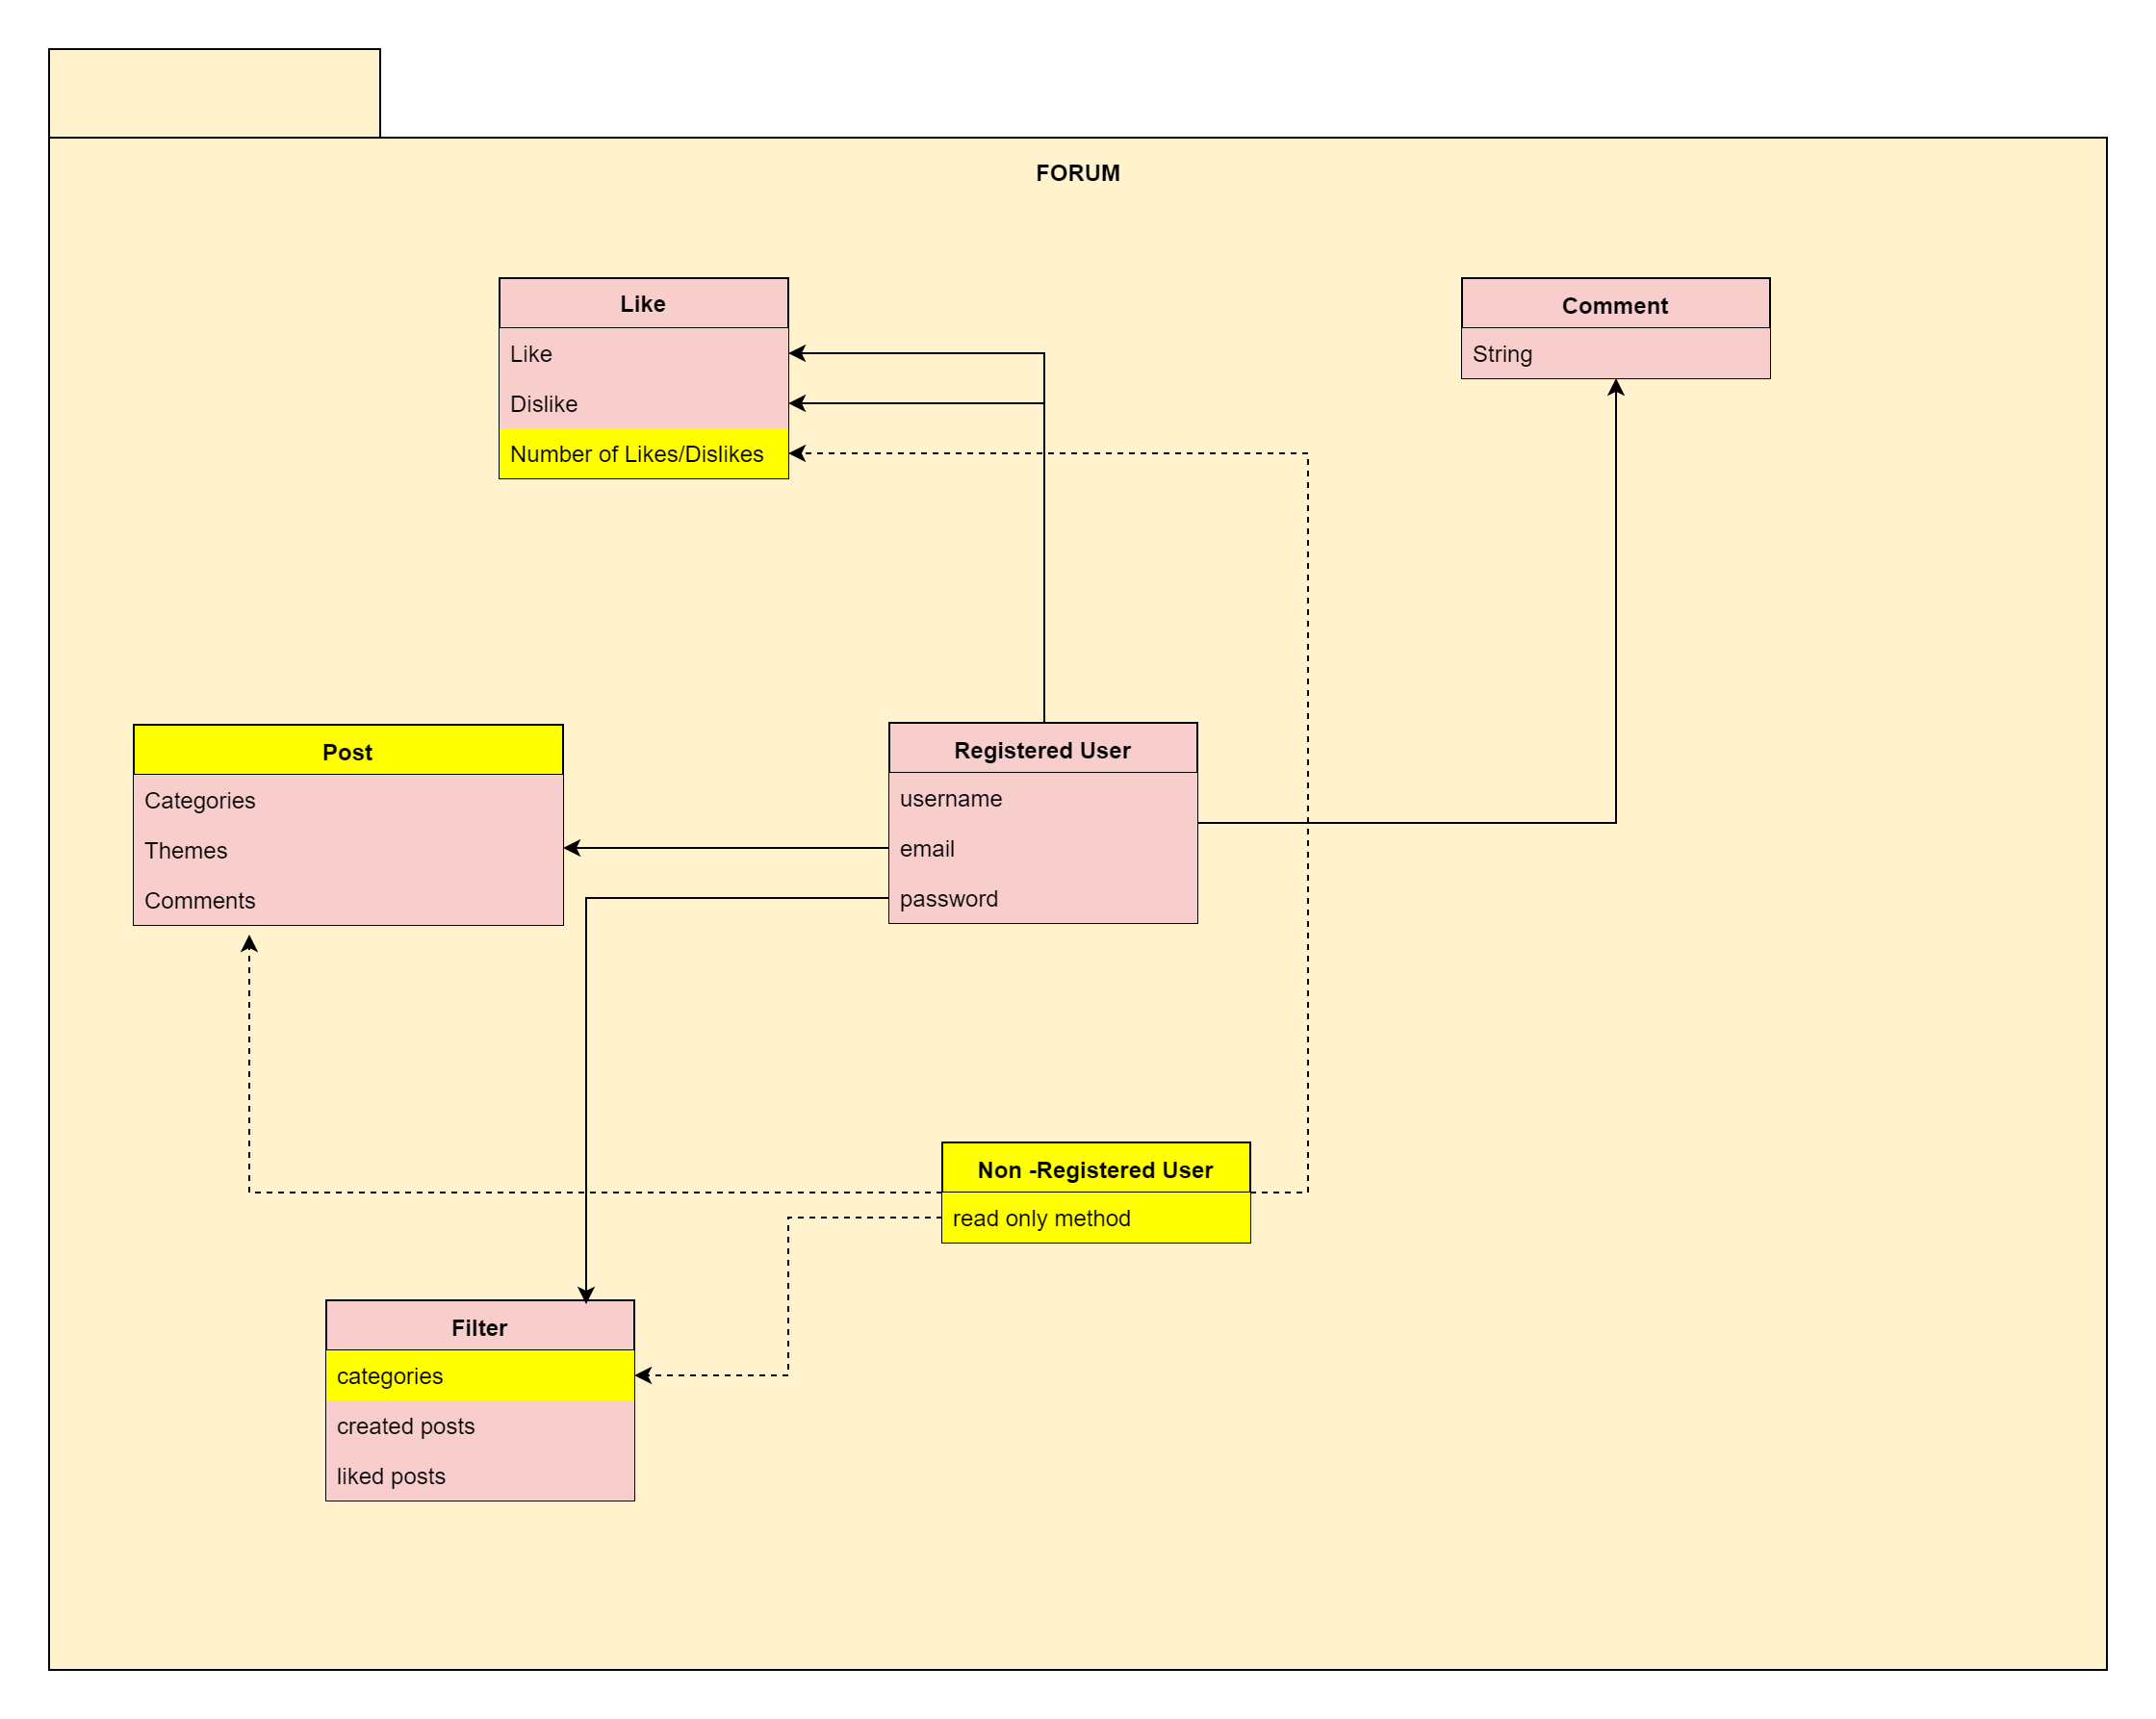 FORUM
Like
Like
Dislike
Number of Likes/Dislikes
Comment
String
Post
Categories
Themes
Comments
Registered User
username
email
password
Non -Registered User
read only method
Filter
categories
created posts
liked posts